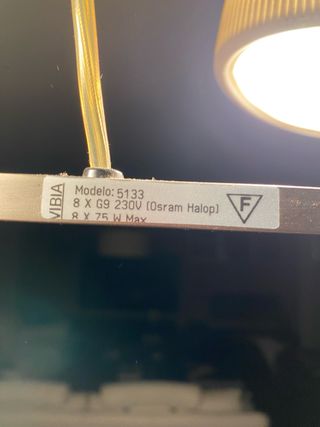 VIBIA
Modelo: 5133
8 X G9 230V (Osram Halop)
8 X 75 W Max
F